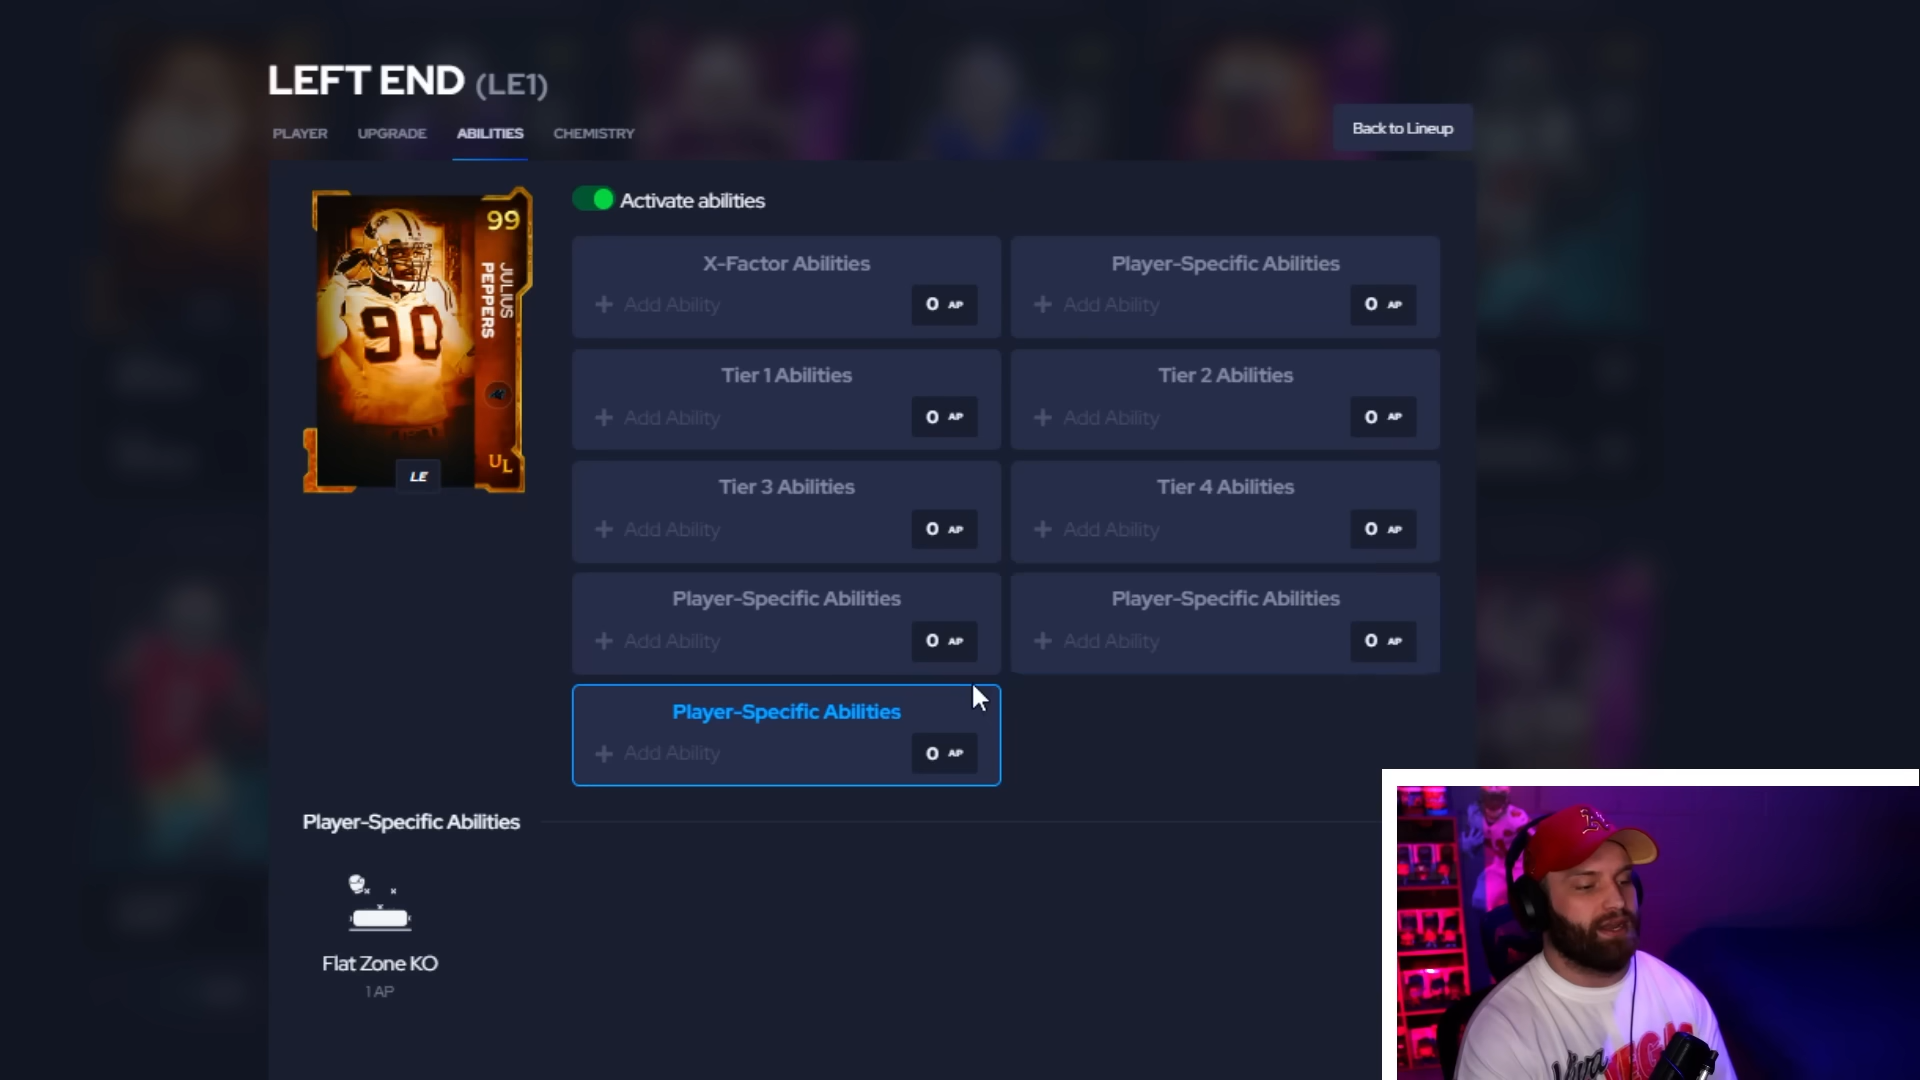 LEFT END (LE1)
PLAYER UPGRADE ABILITIES CHEMISTRY
Back to Lineup
99
JULIUS
PEPPERS
90
UL
LE
Activate abilities
X-Factor Abilities
+ Add Ability 0 AP
Player-Specific Abilities
+ Add Ability 0 AP
Tier 1 Abilities
+ Add Ability 0 AP
Tier 2 Abilities
+ Add Ability 0 AP
Tier 3 Abilities
+ Add Ability 0 AP
Tier 4 Abilities
+ Add Ability 0 AP
Player-Specific Abilities
+ Add Ability 0 AP
Player-Specific Abilities
+ Add Ability 0 AP
Player-Specific Abilities
+ Add Ability 0 AP
Player-Specific Abilities
Flat Zone KO
1 AP